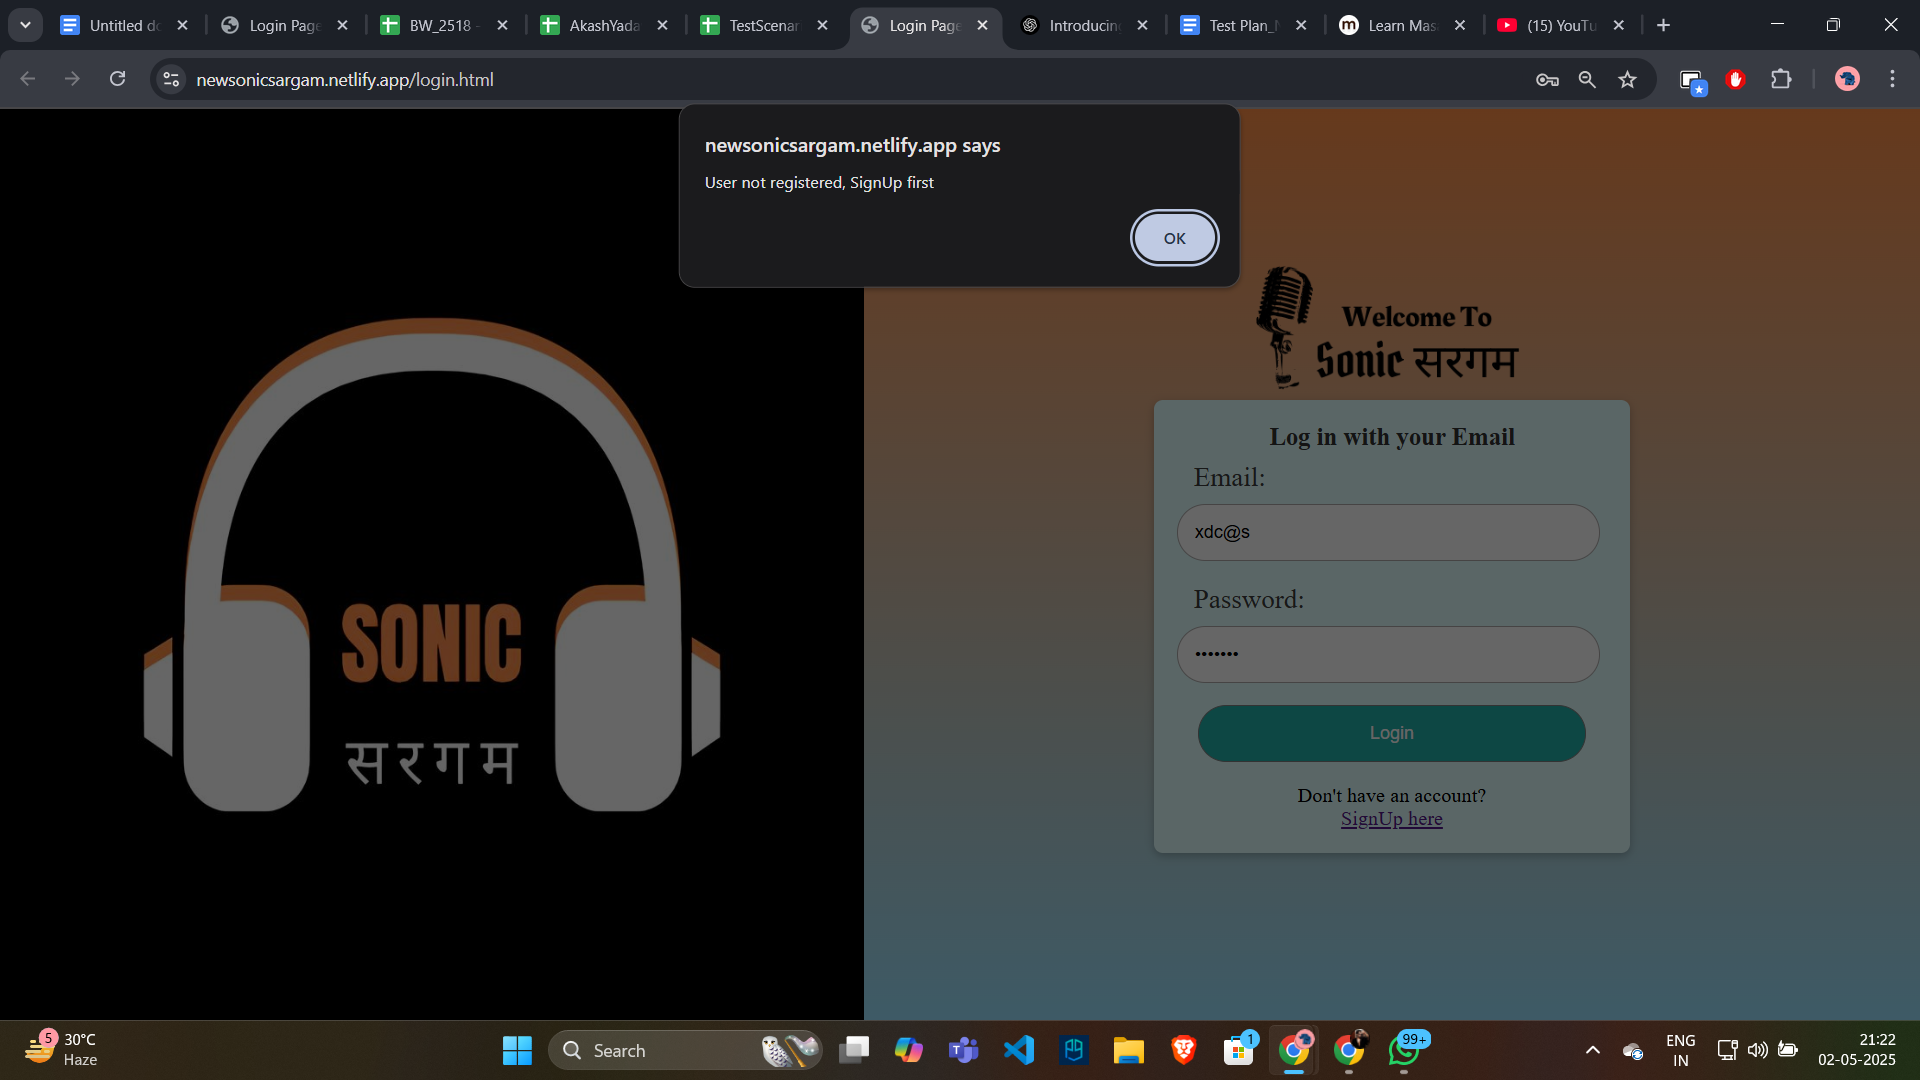 Untitled do
Login Page
BW_2518 -
AkashYada
TestScenar
Login Page
Introducing
Test Plan_
Learn Mas
(15) YouTu
newsonicsargam.netlify.app/login.html
newsonicsargam.netlify.app says
User not registered, SignUp first
OK
Welcome To
Sonic सरगम
Log in with your Email
Email:
xdc@s
Password:
•••••••
Login
Don't have an account?
SignUp here
SONIC
सरगम
5
30°C
Haze
Search
1
99+
ENG
IN
21:22
02-05-2025